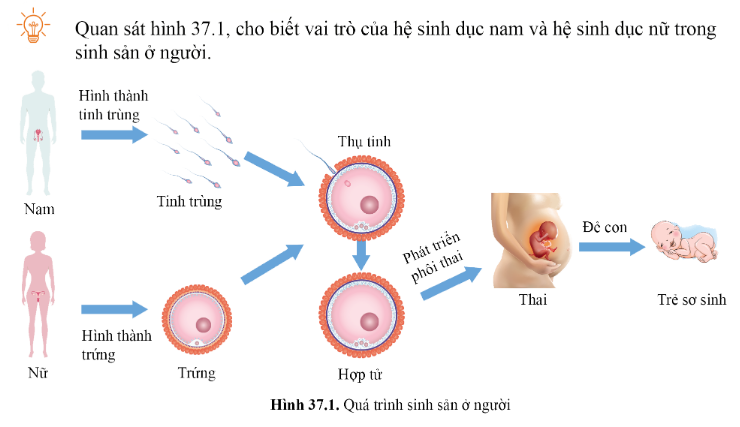 Quan sát hình 37.1, cho biết vai trò của hệ sinh dục nam và hệ sinh dục nữ trong
sinh sản ở người.
Hình thành
tinh trùng
Thụ tinh
Nam
Tinh trùng
Phát triển
phôi thai
Đẻ con
Thai
Trẻ sơ sinh
Hình thành
trứng
Nữ
Trứng
Hợp tử
Hình 37.1. Quá trình sinh sản ở người